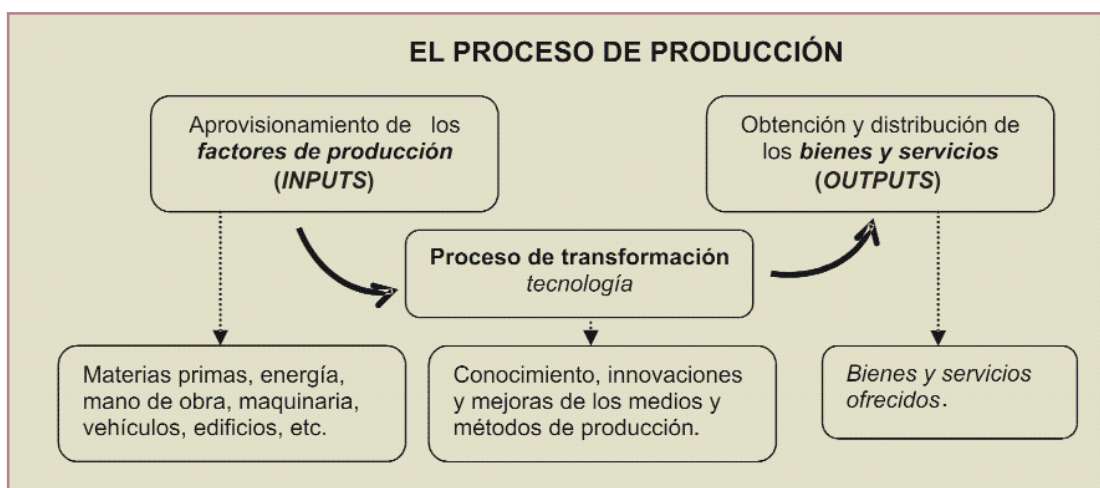 EL PROCESO DE PRODUCCIÓN
Aprovisionamiento de los
factores de producción
(INPUTS)
Obtención y distribución de
los bienes y servicios
(OUTPUTS)
Proceso de transformación
tecnología
Materias primas, energía,
mano de obra, maquinaria,
vehículos, edificios, etc.
Conocimiento, innovaciones
y mejoras de los medios y
métodos de producción.
Bienes y servicios
ofrecidos.